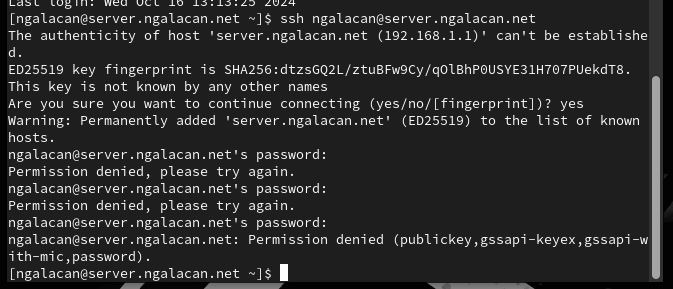 Last login: Wed Oct 16 13:13:25 2024
[ngalacan@server.ngalacan.net ~]$ ssh ngalacan@server.ngalacan.net
The authenticity of host 'server.ngalacan.net (192.168.1.1)' can't be establishe
d.
ED25519 key fingerprint is SHA256:dtzsGQ2L/ztuBFw9Cy/qOlBhP0USYE31H707PUekdT8.
This key is not known by any other names
Are you sure you want to continue connecting (yes/no/[fingerprint])? yes
Warning: Permanently added 'server.ngalacan.net' (ED25519) to the list of known
hosts.
ngalacan@server.ngalacan.net's password:
Permission denied, please try again.
ngalacan@server.ngalacan.net's password:
Permission denied, please try again.
ngalacan@server.ngalacan.net's password:
ngalacan@server.ngalacan.net: Permission denied (publickey,gssapi-keyex,gssapi-w
ith-mic,password).
[ngalacan@server.ngalacan.net ~]$